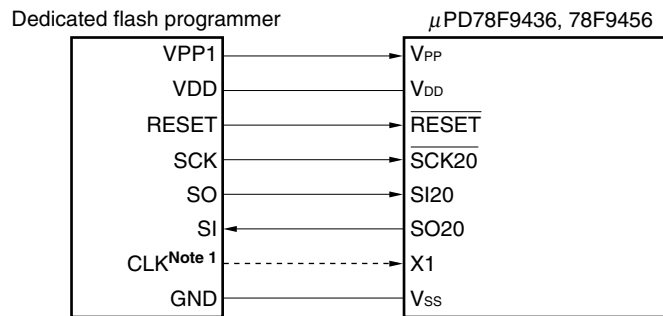 Dedicated flash programmer
μPD78F9436, 78F9456
VPP1
VPP
VDD
VDD
RESET
RESET
SCK
SCK20
SO
SI20
SI
SO20
CLKNote 1
X1
GND
VSS